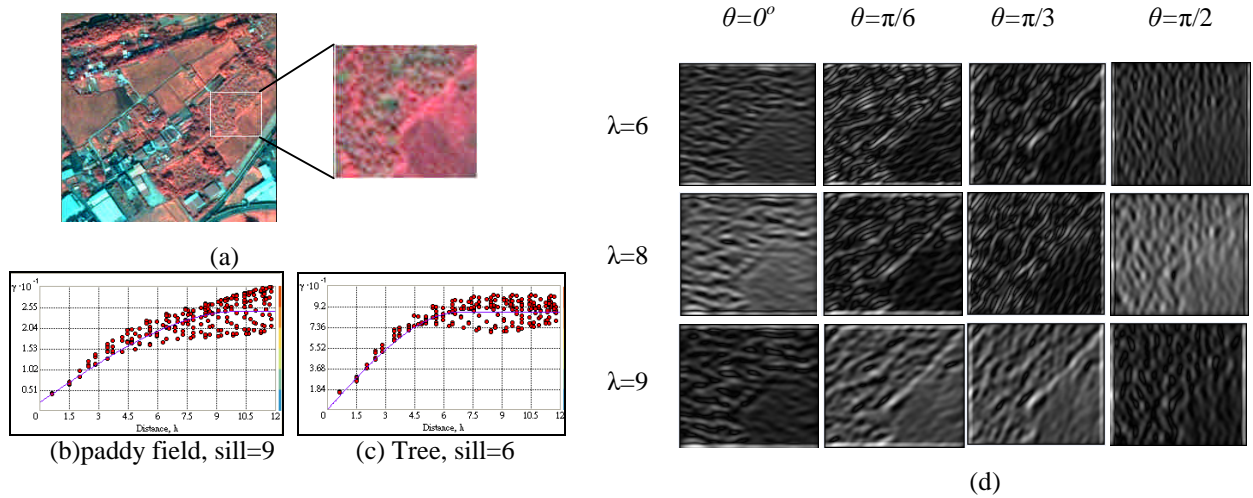 (a)
γ·10⁻¹
2.55
2.04
1.53
1.02
0.51
0 1.5 3 4.5 6 7.5 9 10.5 12
Distance, h
(b)paddy field, sill=9
γ·10⁻¹
9.2
7.36
5.52
3.68
1.84
0 1.5 3 4.5 6 7.5 9 10.5 12
Distance, h
(c) Tree, sill=6
θ=0° θ=π/6 θ=π/3 θ=π/2
λ=6
λ=8
λ=9
(d)